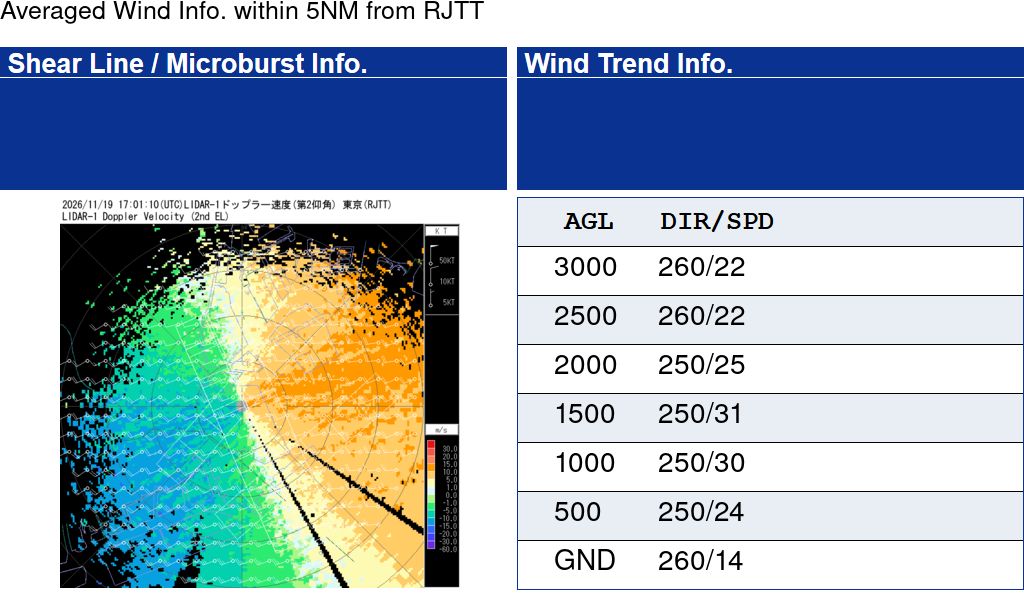 Averaged Wind Info. within 5NM from RJTT
Shear Line / Microburst Info.
Wind Trend Info.
2026/11/19 17:01:10(UTC)LIDAR-1ドップラー速度(第2仰角) 東京(RJTT)
LIDAR-1 Doppler Velocity (2nd EL)
K T
50KT
10KT
5KT
m/s
30.0
20.0
15.0
10.0
5.0
1.0
0.0
-1.0
-5.0
-10.0
-15.0
-20.0
-30.0
-60.0
AGL DIR/SPD
3000 260/22
2500 260/22
2000 250/25
1500 250/31
1000 250/30
500 250/24
GND 260/14